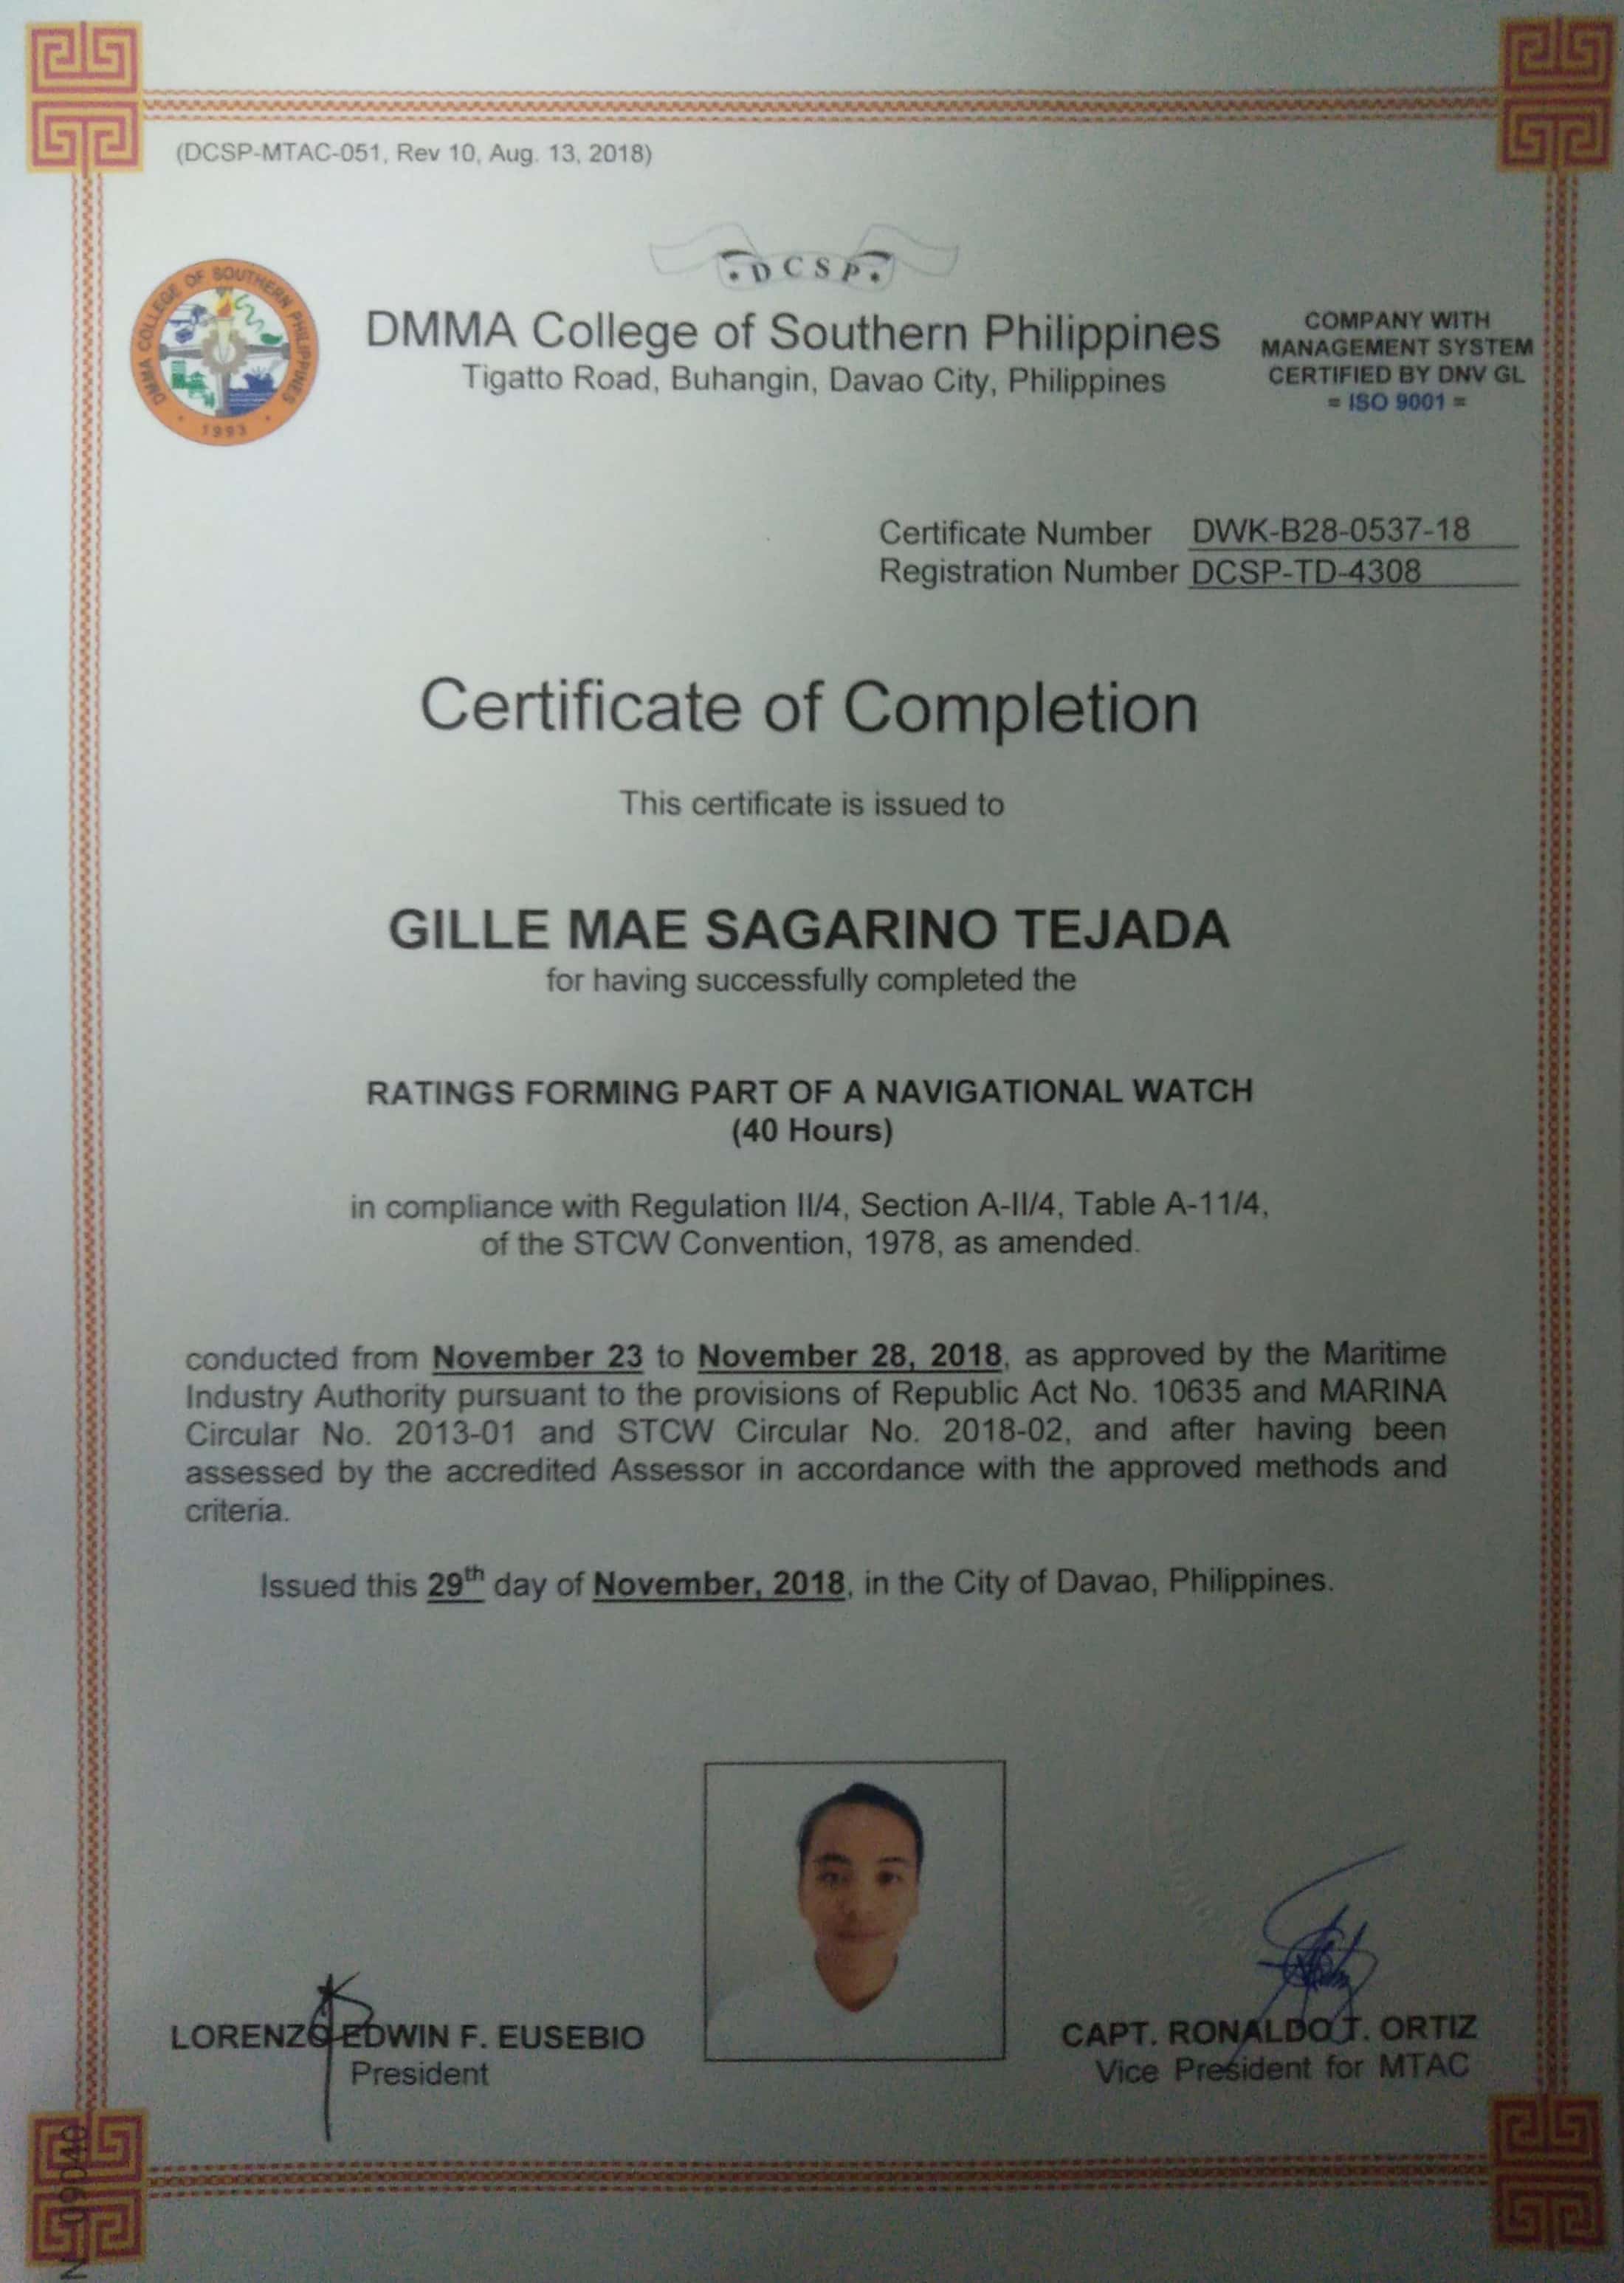 (DCSP-MTAC-051, Rev 10, Aug. 13, 2018)
DCSP
DMMA COLLEGE OF SOUTHERN PHILIPPINES
1993
DMMA College of Southern Philippines
Tigatto Road, Buhangin, Davao City, Philippines
COMPANY WITH
MANAGEMENT SYSTEM
CERTIFIED BY DNV GL
= ISO 9001 =
Certificate Number DWK-B28-0537-18
Registration Number DCSP-TD-4308
Certificate of Completion
This certificate is issued to
GILLE MAE SAGARINO TEJADA
for having successfully completed the
RATINGS FORMING PART OF A NAVIGATIONAL WATCH
(40 Hours)
in compliance with Regulation II/4, Section A-II/4, Table A-11/4,
of the STCW Convention, 1978, as amended.
conducted from November 23 to November 28, 2018, as approved by the Maritime
Industry Authority pursuant to the provisions of Republic Act No. 10635 and MARINA
Circular No. 2013-01 and STCW Circular No. 2018-02, and after having been
assessed by the accredited Assessor in accordance with the approved methods and
criteria.
Issued this 29th day of November, 2018, in the City of Davao, Philippines.
LORENZO EDWIN F. EUSEBIO
President
CAPT. RONALDO T. ORTIZ
Vice President for MTAC